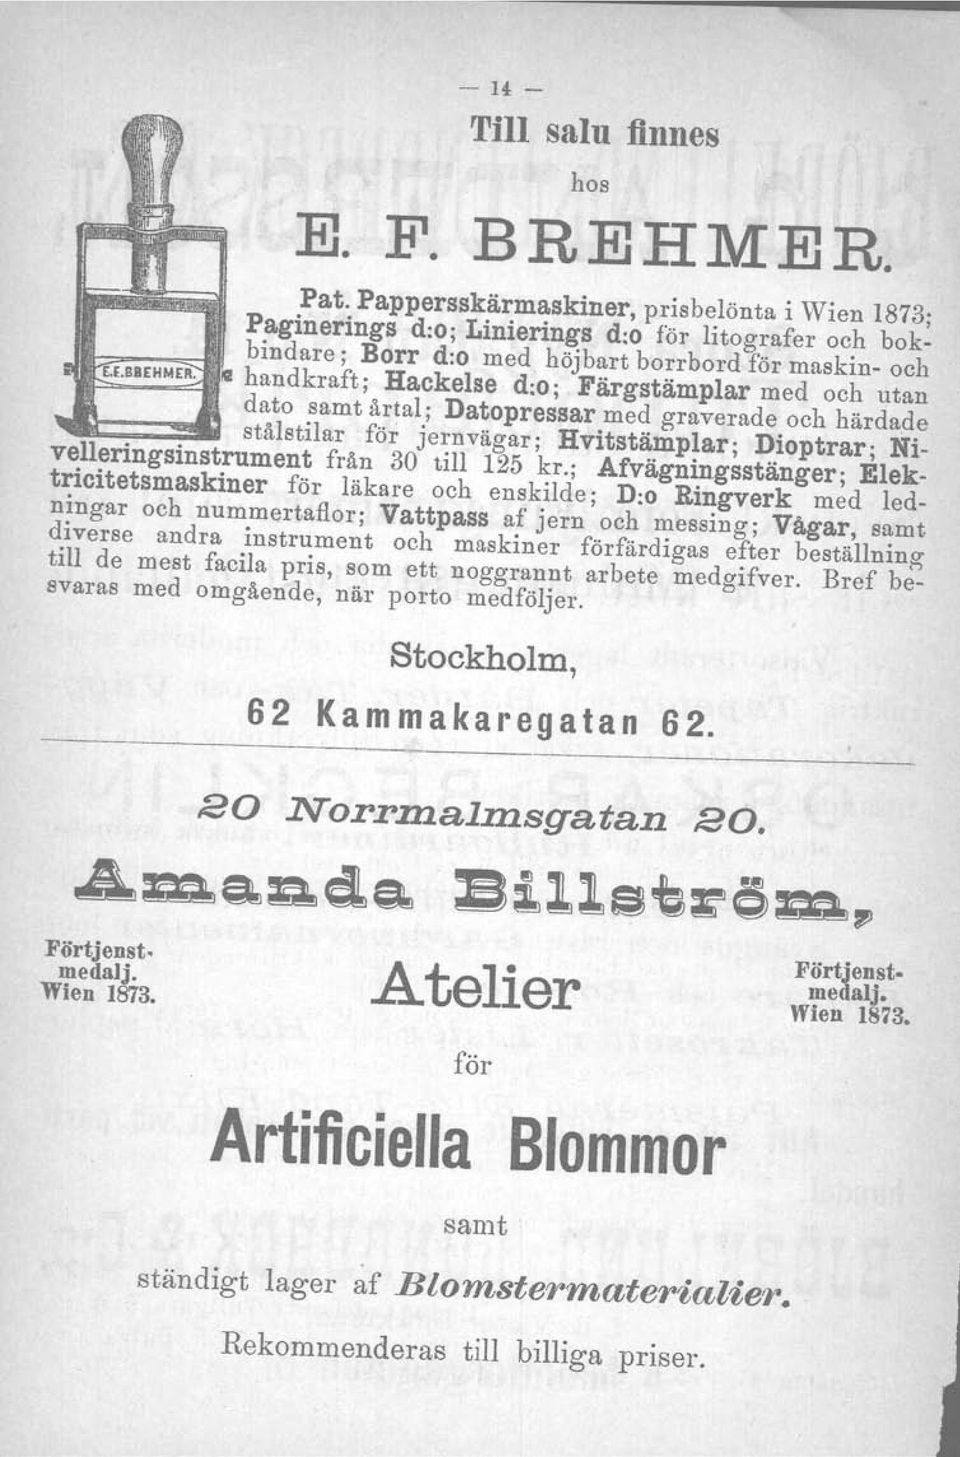 — 14 —
Till salu finnes
hos
E. F. BREHMER.
E.F. BREHMER.
Pat. Pappersskärmaskiner, prisbelönta i Wien 1873;
Paginerings d:o; Linierings d:o för litografer och bok-
bindare; Borr d:o med höjbart borrbord för maskin- och
handkraft; Hackelse d:o; Färgstämplar med och utan
dato samt årtal; Datopressar med graverade och härdade
stålstilar för jernvägar; Hvitstämplar; Dioptrar; Ni-
velleringsinstrument från 30 till 125 kr.; Afvägningsstänger; Elek-
tricitetsmaskiner för läkare och enskilde; D:o Ringverk med led-
ningar och nummertaflor; Vattpass af jern och messing; Vågar, samt
diverse andra instrument och maskiner förfärdigas efter beställning
till de mest facila pris, som ett noggrannt arbete medgifver. Bref be-
svaras med omgående, när porto medföljer.
Stockholm,
62 Kammakaregatan 62.
20 Norrmalmsgatan 20.
Amanda Billström,
Förtjenst-
medalj.
Wien 1873.
Atelier
Förtjenst-
medalj.
Wien 1873.
för
Artificiella Blommor
samt
ständigt lager af Blomstermaterialier.
Rekommenderas till billiga priser.